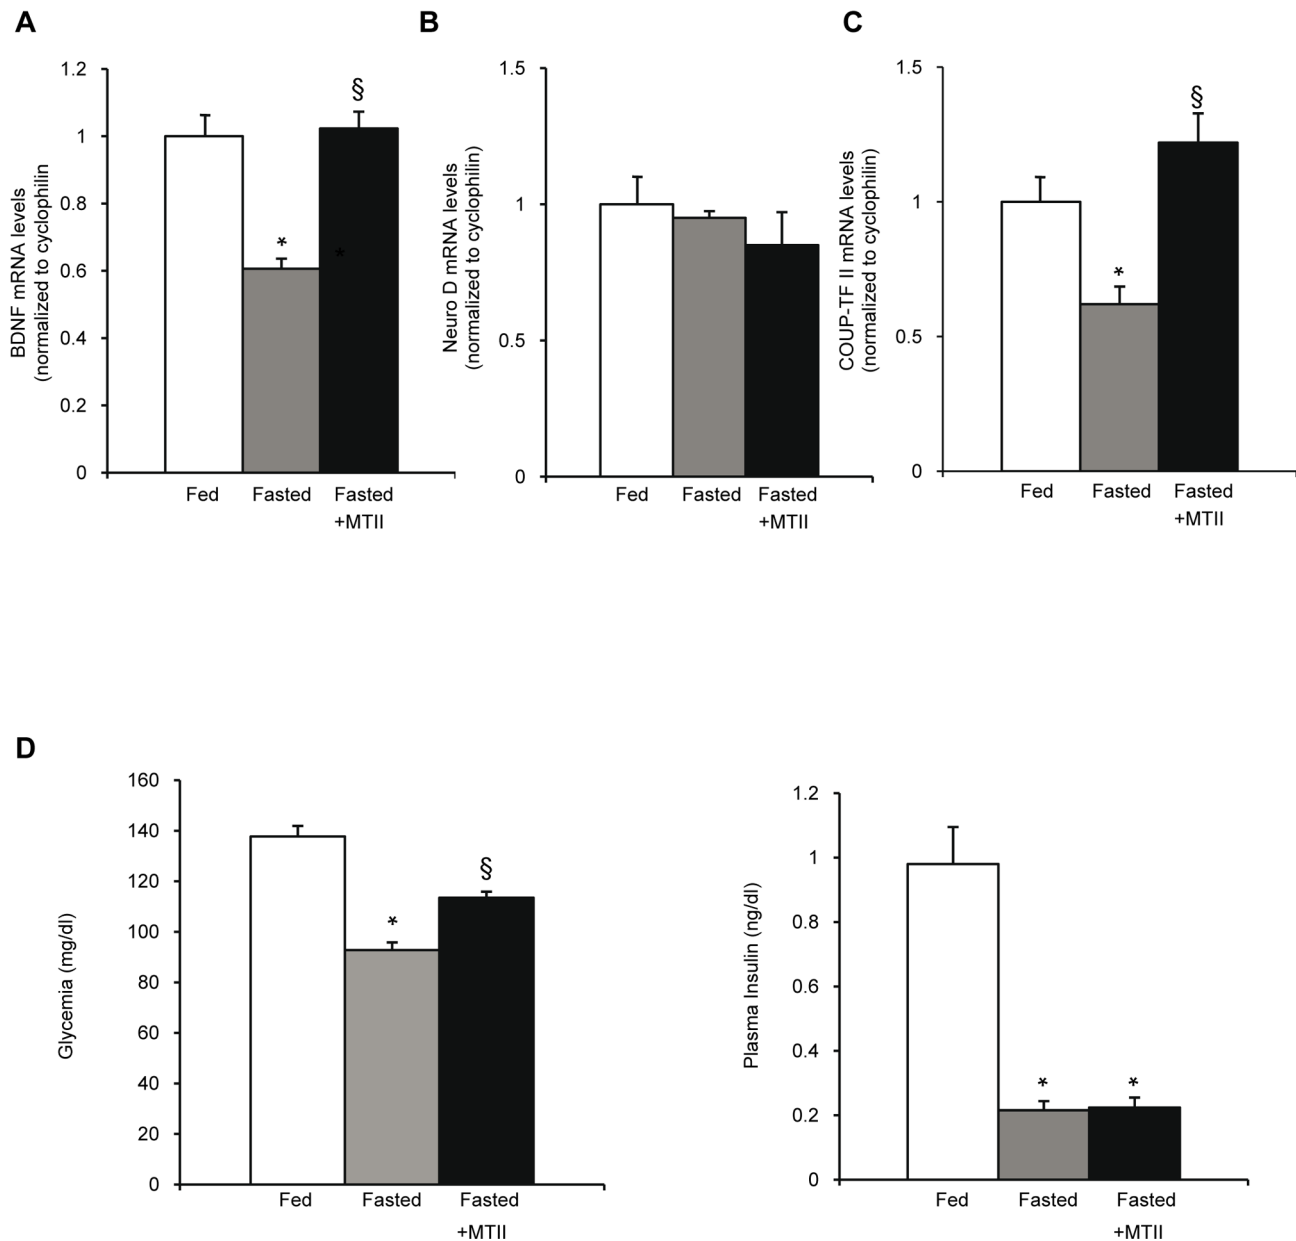 A
BDNF mRNA levels
(normalized to cyclophilin
1.2
1
0.8
0.6
0.4
0.2
0
§
*
*
Fed
Fasted
Fasted
+MTII
B
Neuro D mRNA levels
(normalized to cyclophilin)
1.5
1
0.5
0
Fed
Fasted
Fasted
+MTII
C
COUP-TF II mRNA levels
(normalized to cyclophilin)
1.5
1
0.5
0
§
*
Fed
Fasted
Fasted
+MTII
D
Glycemia (mg/dl)
160
140
120
100
80
60
40
20
0
§
*
Fed
Fasted
Fasted
+MTII
Plasma Insulin (ng/dl)
1.2
1
0.8
0.6
0.4
0.2
0
*
*
Fed
Fasted
Fasted
+MTII